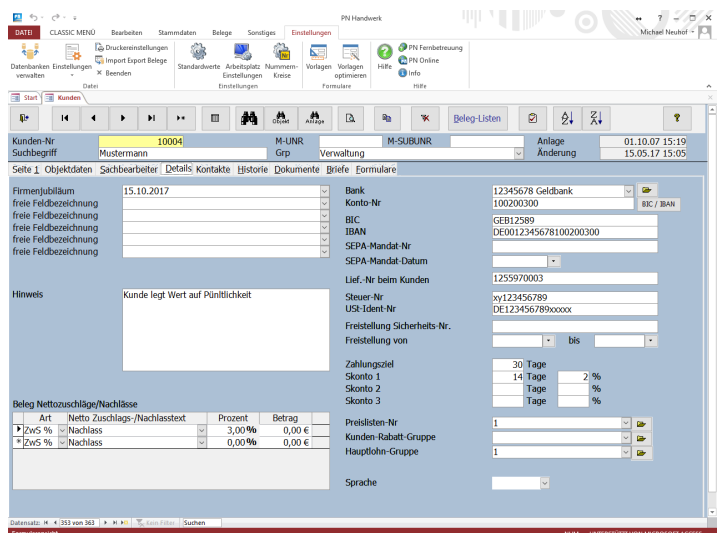 PN Handwerk
DATEI CLASSIC MENÜ Bearbeiten Stammdaten Belege Sonstiges Einstellungen Michael Neuhof
Datenbanken verwalten
Einstellungen
Druckereinstellungen
Import Export Belege
Beenden
Datei
Standardwerte
Arbeitsplatz Einstellungen
Nummern-Kreise
Einstellungen
Vorlagen
Vorlagen optimieren
Formulare
Hilfe
PN Fernbetreuung
PN Online
Info
Hilfe
Start Kunden
Objekt Anlage Beleg-Listen
Kunden-Nr 10004 M-UNR M-SUBUNR Anlage 01.10.07 15:19
Suchbegriff Mustermann Grp Verwaltung Änderung 15.05.17 15:05
Seite 1 Objektdaten Sachbearbeiter Details Kontakte Historie Dokumente Briefe Formulare
Firmenjubiläum 15.10.2017
freie Feldbezeichnung
freie Feldbezeichnung
freie Feldbezeichnung
freie Feldbezeichnung
freie Feldbezeichnung
Hinweis Kunde legt Wert auf Pünltlichkeit
Beleg Nettozuschläge/Nachlässe
Art Netto Zuschlags-/Nachlasstext Prozent Betrag
ZwS % Nachlass 3,00 % 0,00 €
ZwS % Nachlass 0,00 % 0,00 €
Bank 12345678 Geldbank
Konto-Nr 100200300 BIC / IBAN
BIC GEB12589
IBAN DE0012345678100200300
SEPA-Mandat-Nr
SEPA-Mandat-Datum
Lief.-Nr beim Kunden 1255970003
Steuer-Nr xy123456789
USt-Ident-Nr DE123456789xxxxx
Freistellung Sicherheits-Nr.
Freistellung von bis
Zahlungsziel 30 Tage
Skonto 1 14 Tage 2 %
Skonto 2 Tage %
Skonto 3 Tage %
Preislisten-Nr 1
Kunden-Rabatt-Gruppe
Hauptlohn-Gruppe 1
Sprache
Datensatz: 353 von 363 Kein Filter Suchen
Formularansicht NUM UNTERSTÜTZT VON MICROSOFT ACCESS